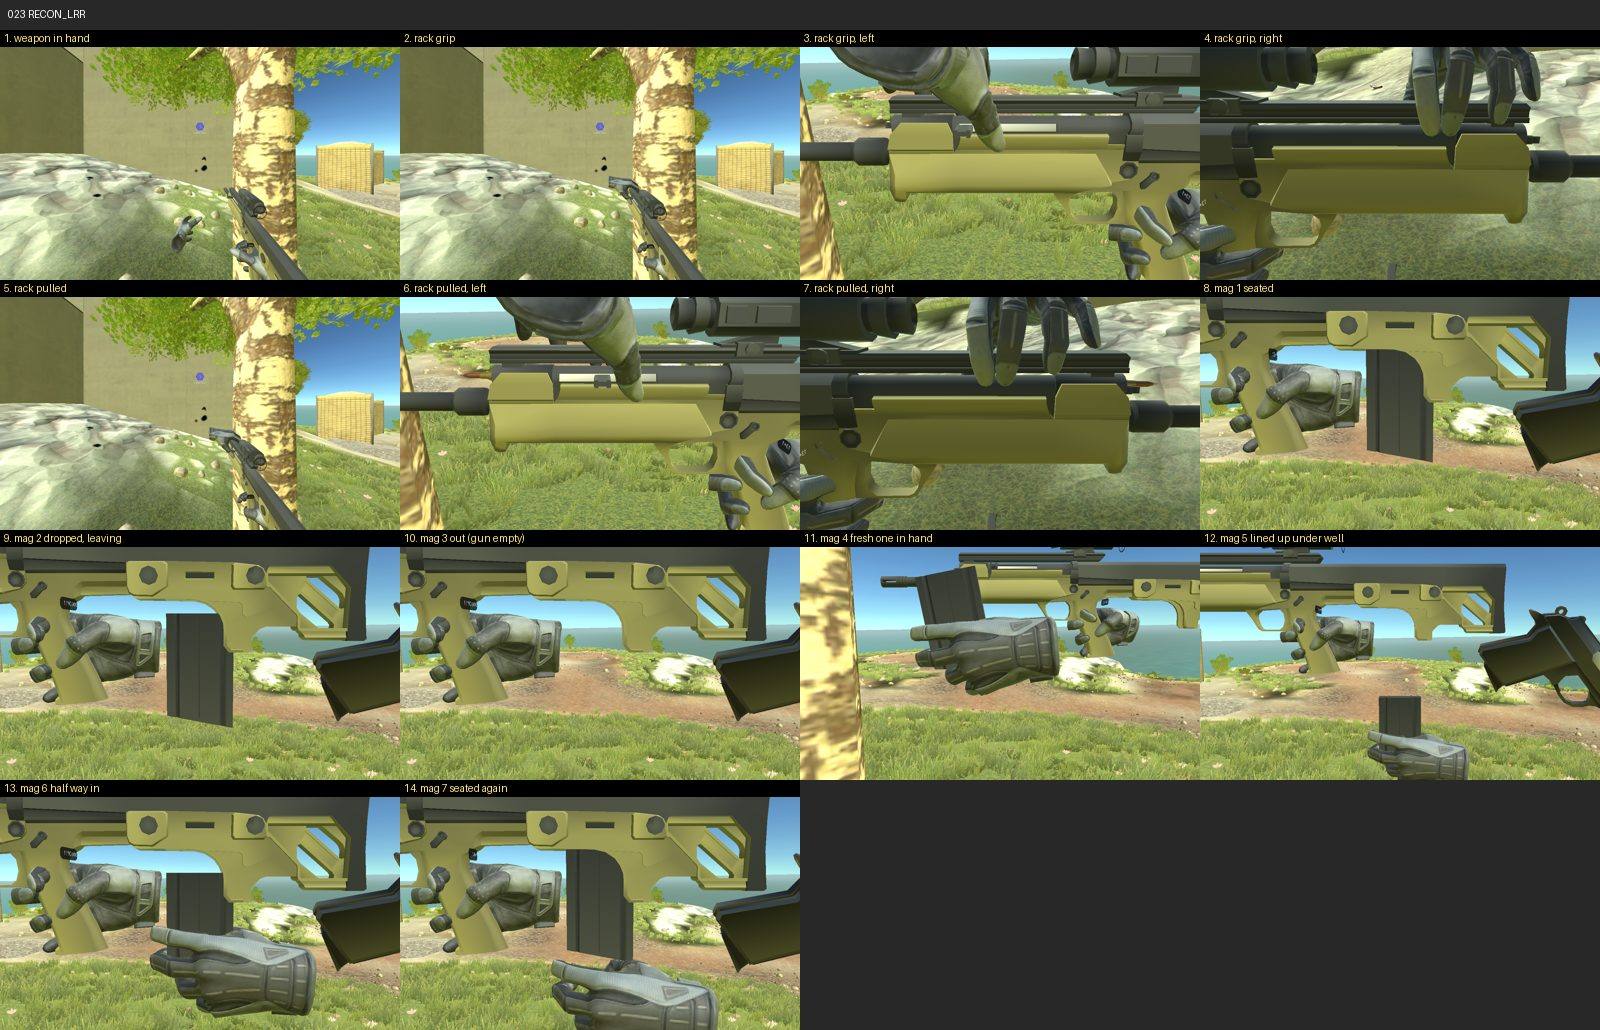 023 RECON_LRR
1. weapon in hand
2. rack grip
3. rack grip, left
4. rack grip, right
5. rack pulled
6. rack pulled, left
7. rack pulled, right
8. mag 1 seated
9. mag 2 dropped, leaving
10. mag 3 out (gun empty)
11. mag 4 fresh one in hand
12. mag 5 lined up under well
13. mag 6 half way in
14. mag 7 seated again